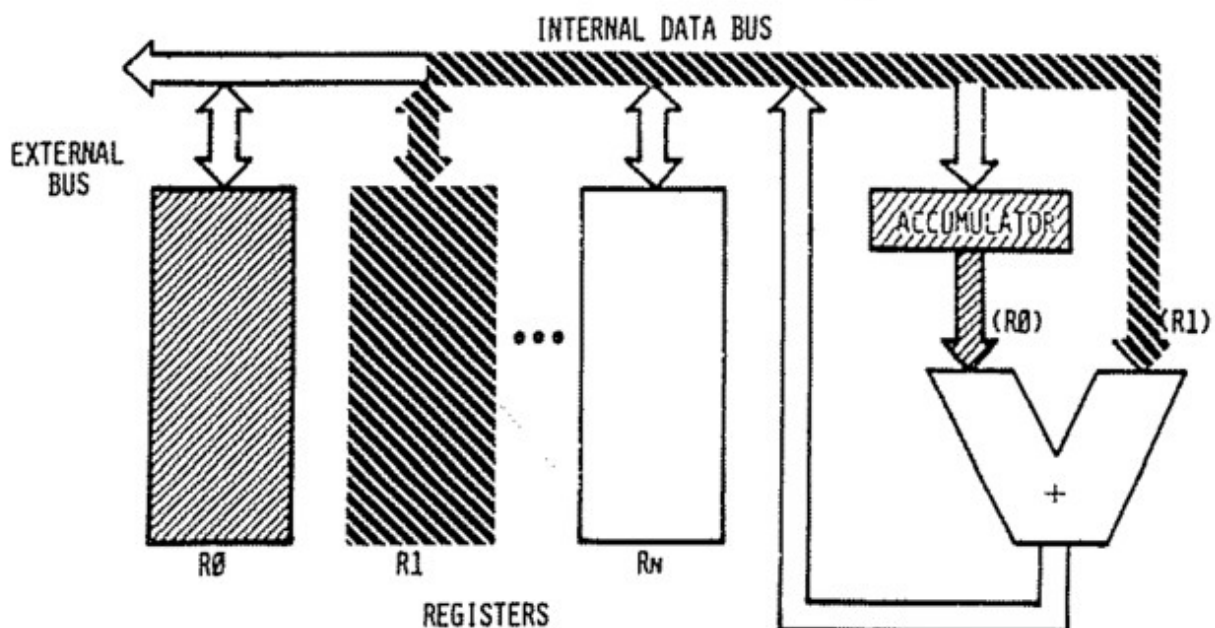 INTERNAL DATA BUS
EXTERNAL
BUS
ACCUMULATOR
(RØ)
(R1)
•••
+
RØ
R1
RN
REGISTERS